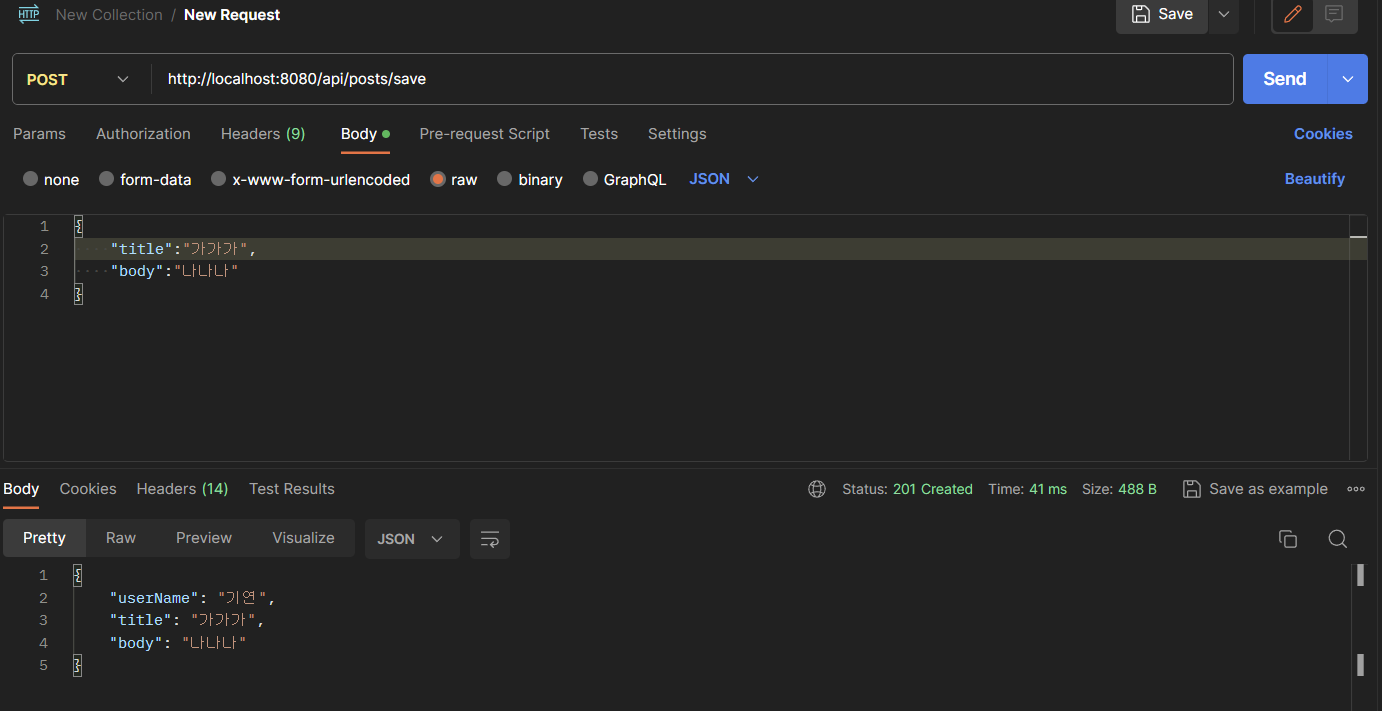 HTTP New Collection / New Request Save
POST http://localhost:8080/api/posts/save Send
Params Authorization Headers (9) Body Pre-request Script Tests Settings Cookies
none form-data x-www-form-urlencoded raw binary GraphQL JSON Beautify
1 {
2 "title":"가가가",
3 "body":"나나나"
4 }
Body Cookies Headers (14) Test Results Status: 201 Created Time: 41 ms Size: 488 B Save as example
Pretty Raw Preview Visualize JSON
1 {
2 "userName": "기연",
3 "title": "가가가",
4 "body": "나나나"
5 }